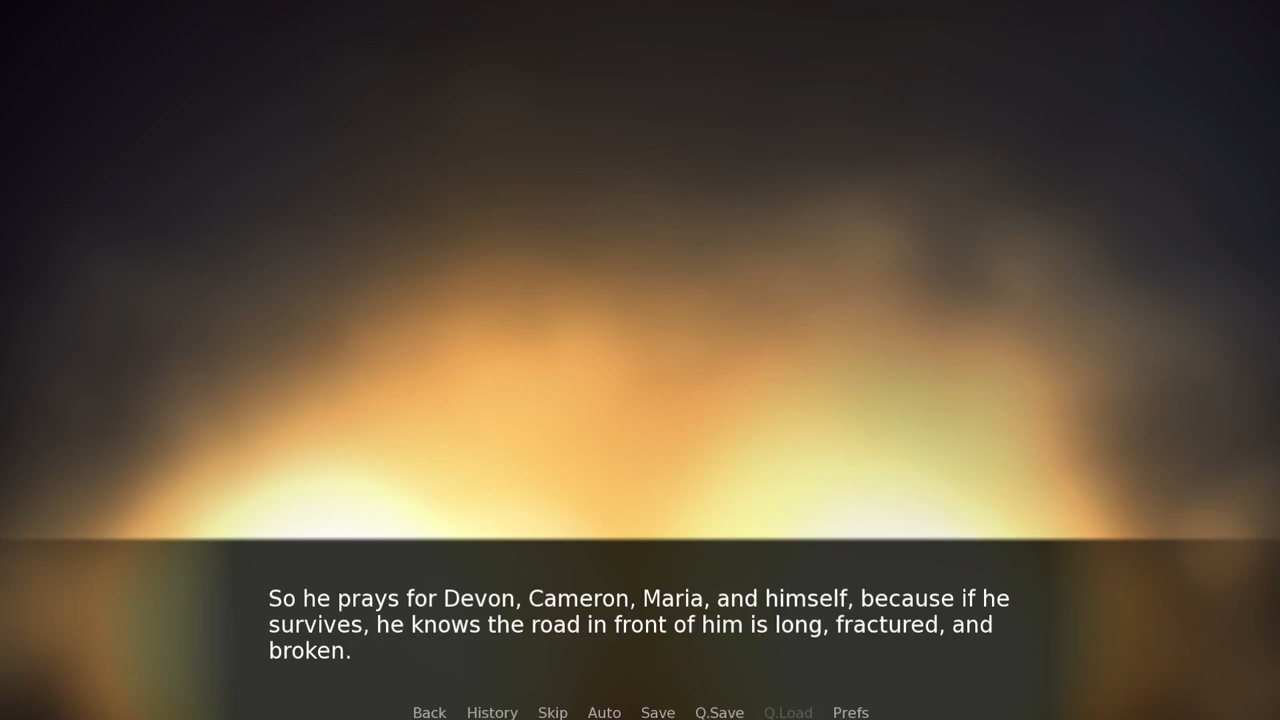 So he prays for Devon, Cameron, Maria, and himself, because if he
survives, he knows the road in front of him is long, fractured, and
broken.
Back History Skip Auto Save Q.Save Q.Load Prefs